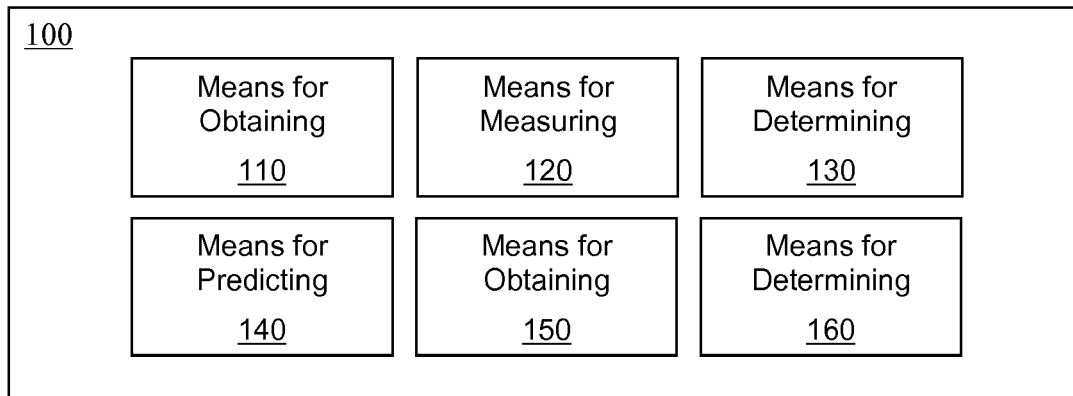 100
Means for
Obtaining
110
Means for
Measuring
120
Means for
Determining
130
Means for
Predicting
140
Means for
Obtaining
150
Means for
Determining
160